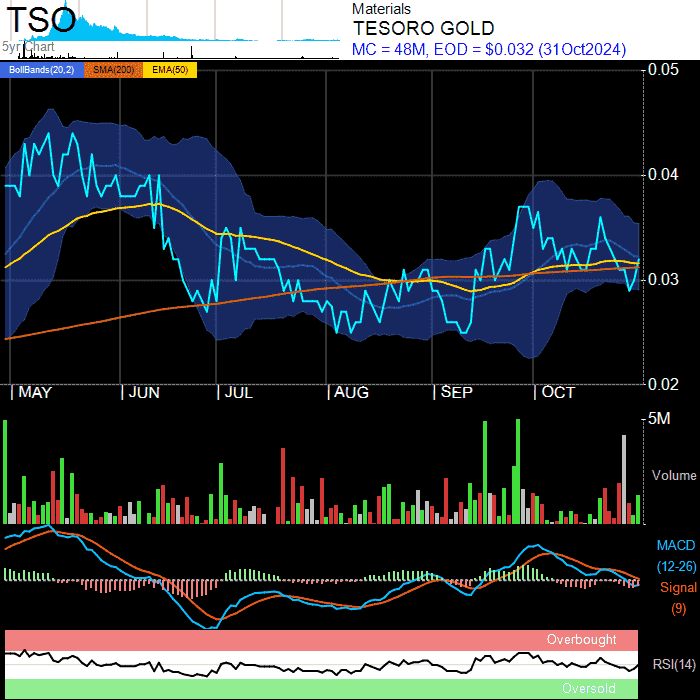 TSO
5yr Chart
Materials
TESORO GOLD
MC = 48M, EOD = $0.032 (31Oct2024)
BollBands(20,2) SMA(200) EMA(50)
0.05
0.04
0.03
0.02
MAY JUN JUL AUG SEP OCT
5M
Volume
MACD
(12-26)
Signal
(9)
Overbought
RSI(14)
Oversold